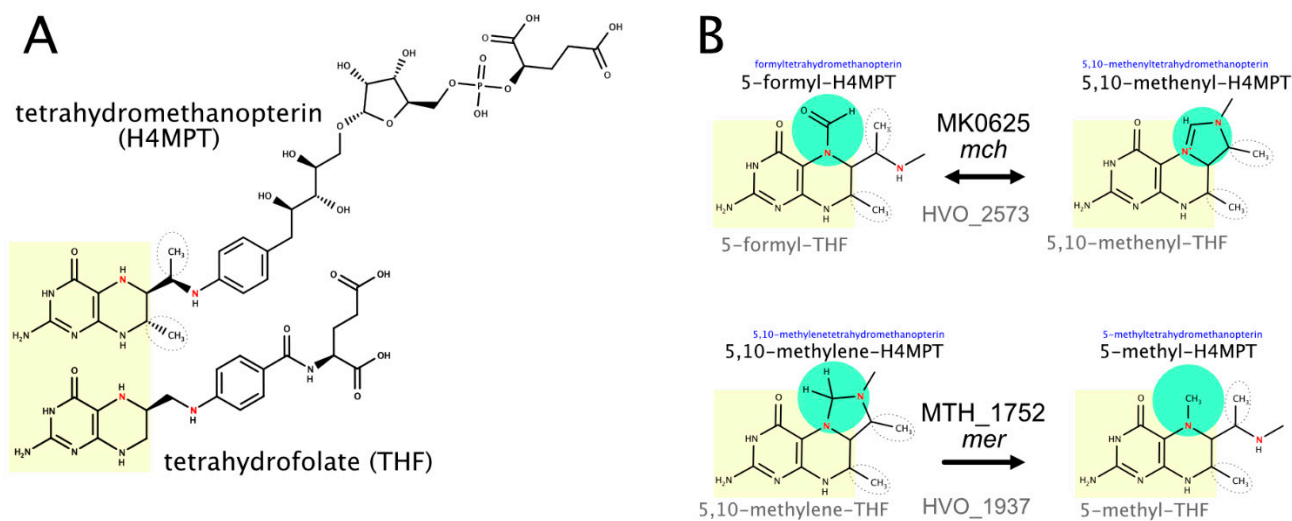 A
tetrahydromethanopterin
(H4MPT)
tetrahydrofolate (THF)
B
formyltetrahydromethanopterin
5-formyl-H4MPT
MK0625
mch
HVO_2573
5-formyl-THF
5,10-methenyltetrahydromethanopterin
5,10-methenyl-H4MPT
5,10-methenyl-THF
5,10-methylenetetrahydromethanopterin
5,10-methylene-H4MPT
MTH_1752
mer
HVO_1937
5,10-methylene-THF
5-methyltetrahydromethanopterin
5-methyl-H4MPT
5-methyl-THF